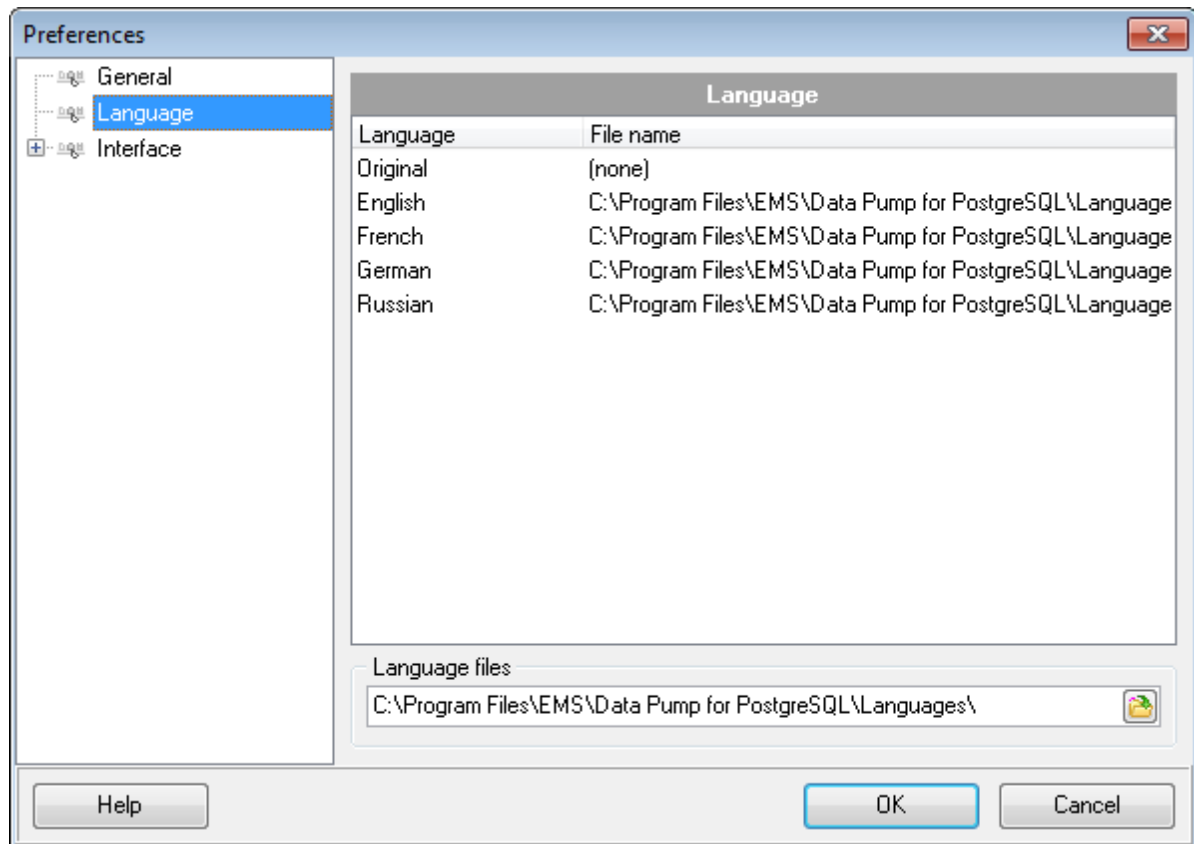 Preferences
General
Language
Interface
Language
Language File name
Original (none)
English C:\Program Files\EMS\Data Pump for PostgreSQL\Language
French C:\Program Files\EMS\Data Pump for PostgreSQL\Language
German C:\Program Files\EMS\Data Pump for PostgreSQL\Language
Russian C:\Program Files\EMS\Data Pump for PostgreSQL\Language
Language files
C:\Program Files\EMS\Data Pump for PostgreSQL\Languages\
Help OK Cancel